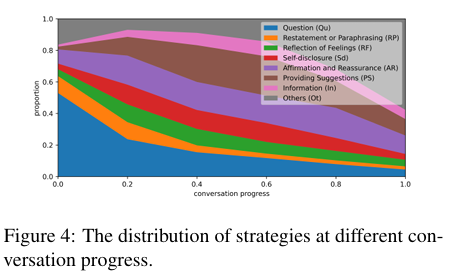 1.0
0.8
0.6
0.4
0.2
0.0
proportion
Question (Qu)
Restatement or Paraphrasing (RP)
Reflection of Feelings (RF)
Self-disclosure (Sd)
Affirmation and Reassurance (AR)
Providing Suggestions (PS)
Information (In)
Others (Ot)
0.0 0.2 0.4 0.6 0.8 1.0
conversation progress
Figure 4: The distribution of strategies at different con-
versation progress.